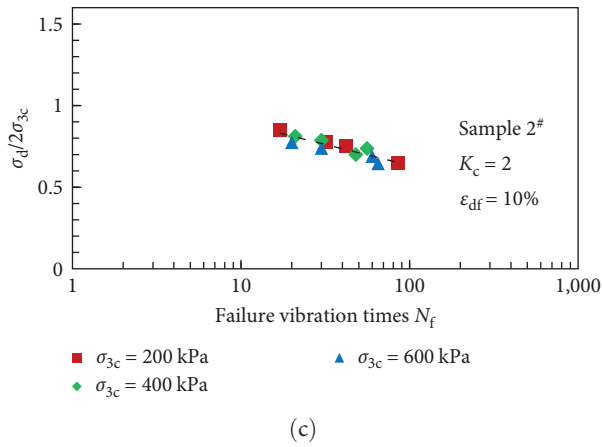 σd/2σ3c
1.5
1
0.5
0
Sample 2#
Kc = 2
εdf = 10%
1 10 100 1,000
Failure vibration times Nf
σ3c = 200 kPa
σ3c = 600 kPa
σ3c = 400 kPa
(c)